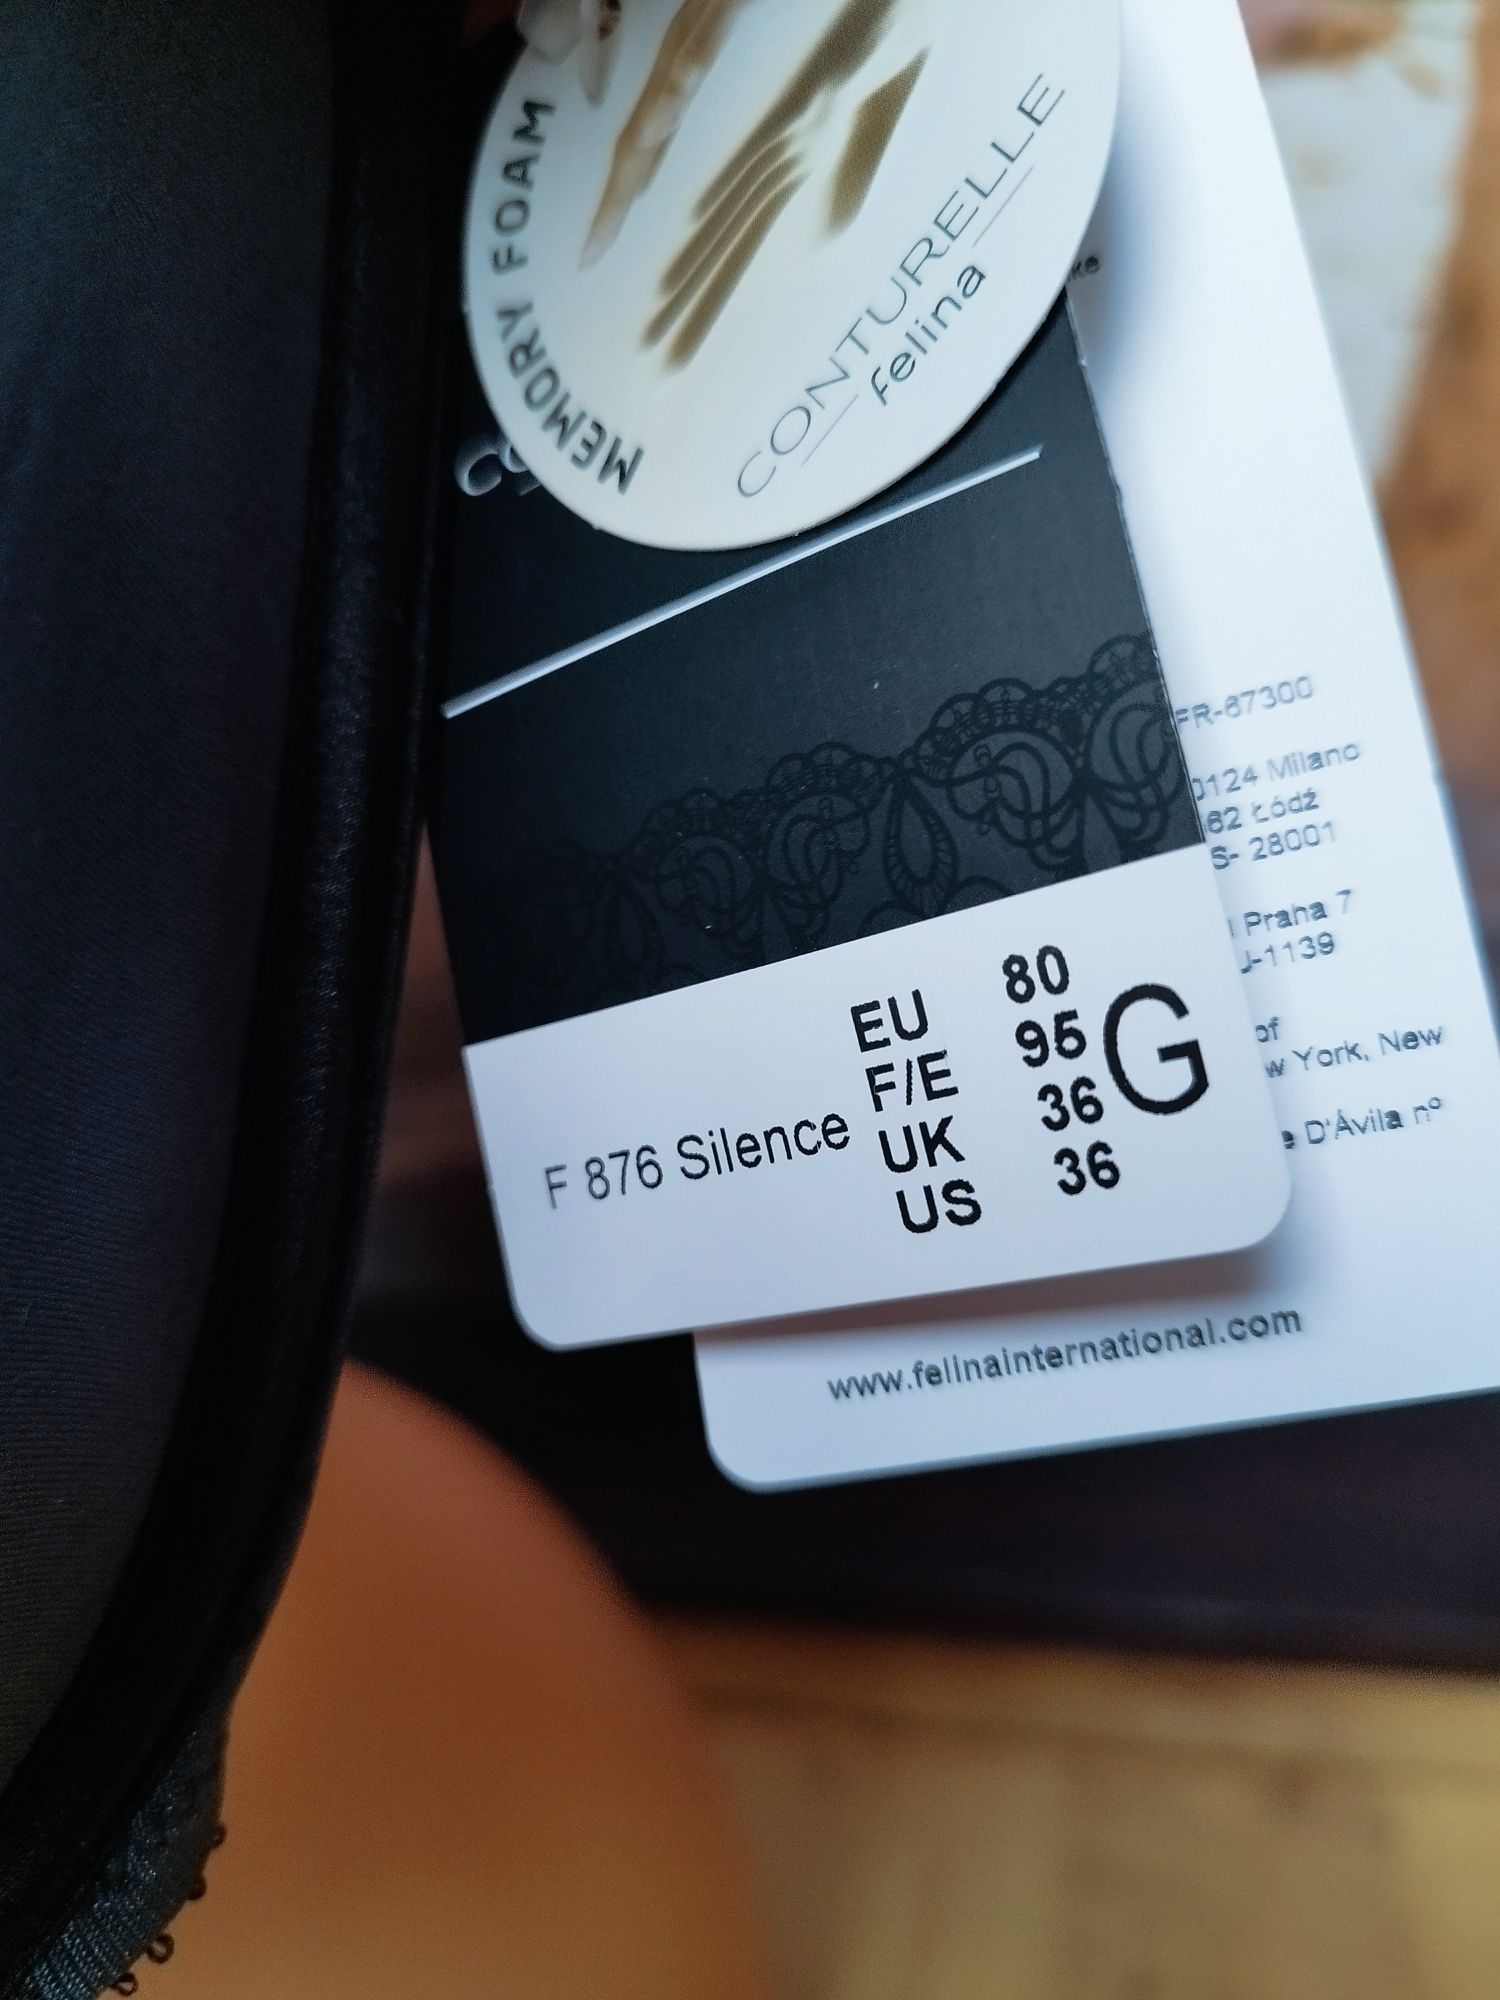 MEMORY FOAM
CONTURELLE
felina
FR-67300
0124 Milano
62 Łódź
S- 28001
Praha 7
J-1139
of
w York, New
e D'Ávila nº
EU 80
F/E 95
UK 36
US 36
G
F 876 Silence
www.felinainternational.com